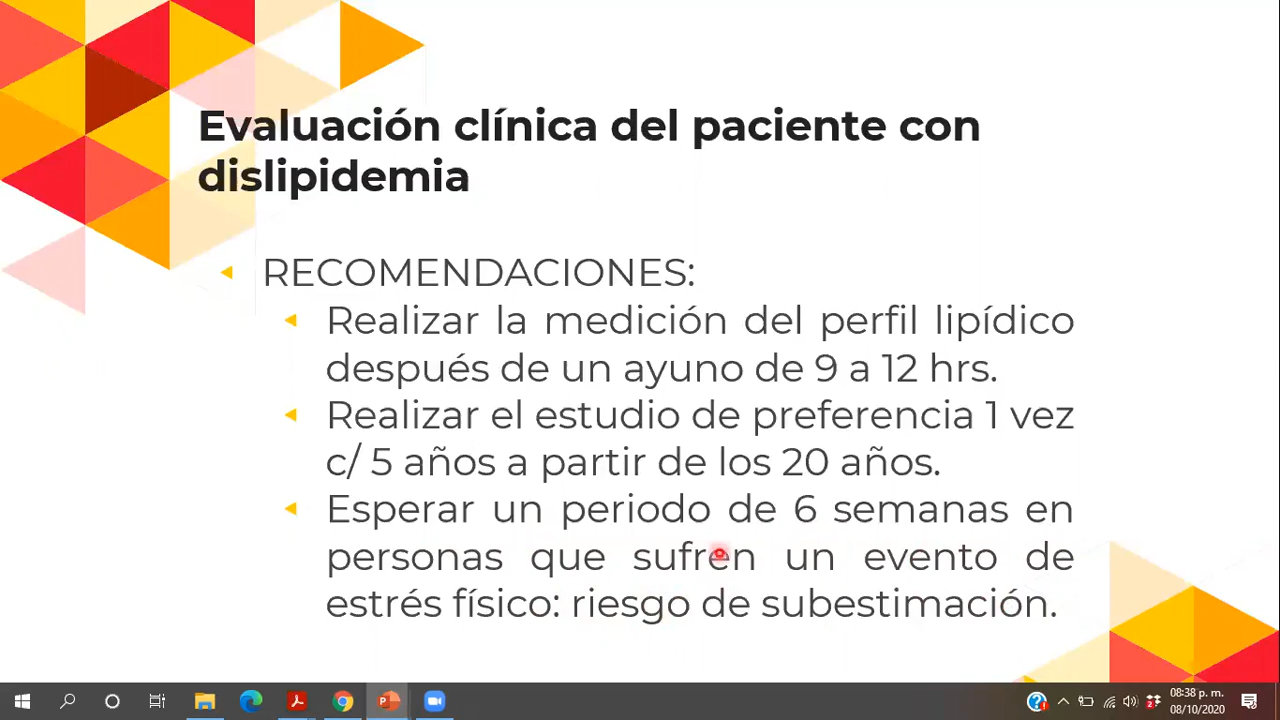 Evaluación clínica del paciente con
dislipidemia
RECOMENDACIONES:
Realizar la medición del perfil lipídico
después de un ayuno de 9 a 12 hrs.
Realizar el estudio de preferencia 1 vez
c/ 5 años a partir de los 20 años.
Esperar un periodo de 6 semanas en
personas que sufren un evento de
estrés físico: riesgo de subestimación.
08:38 p. m.
08/10/2020